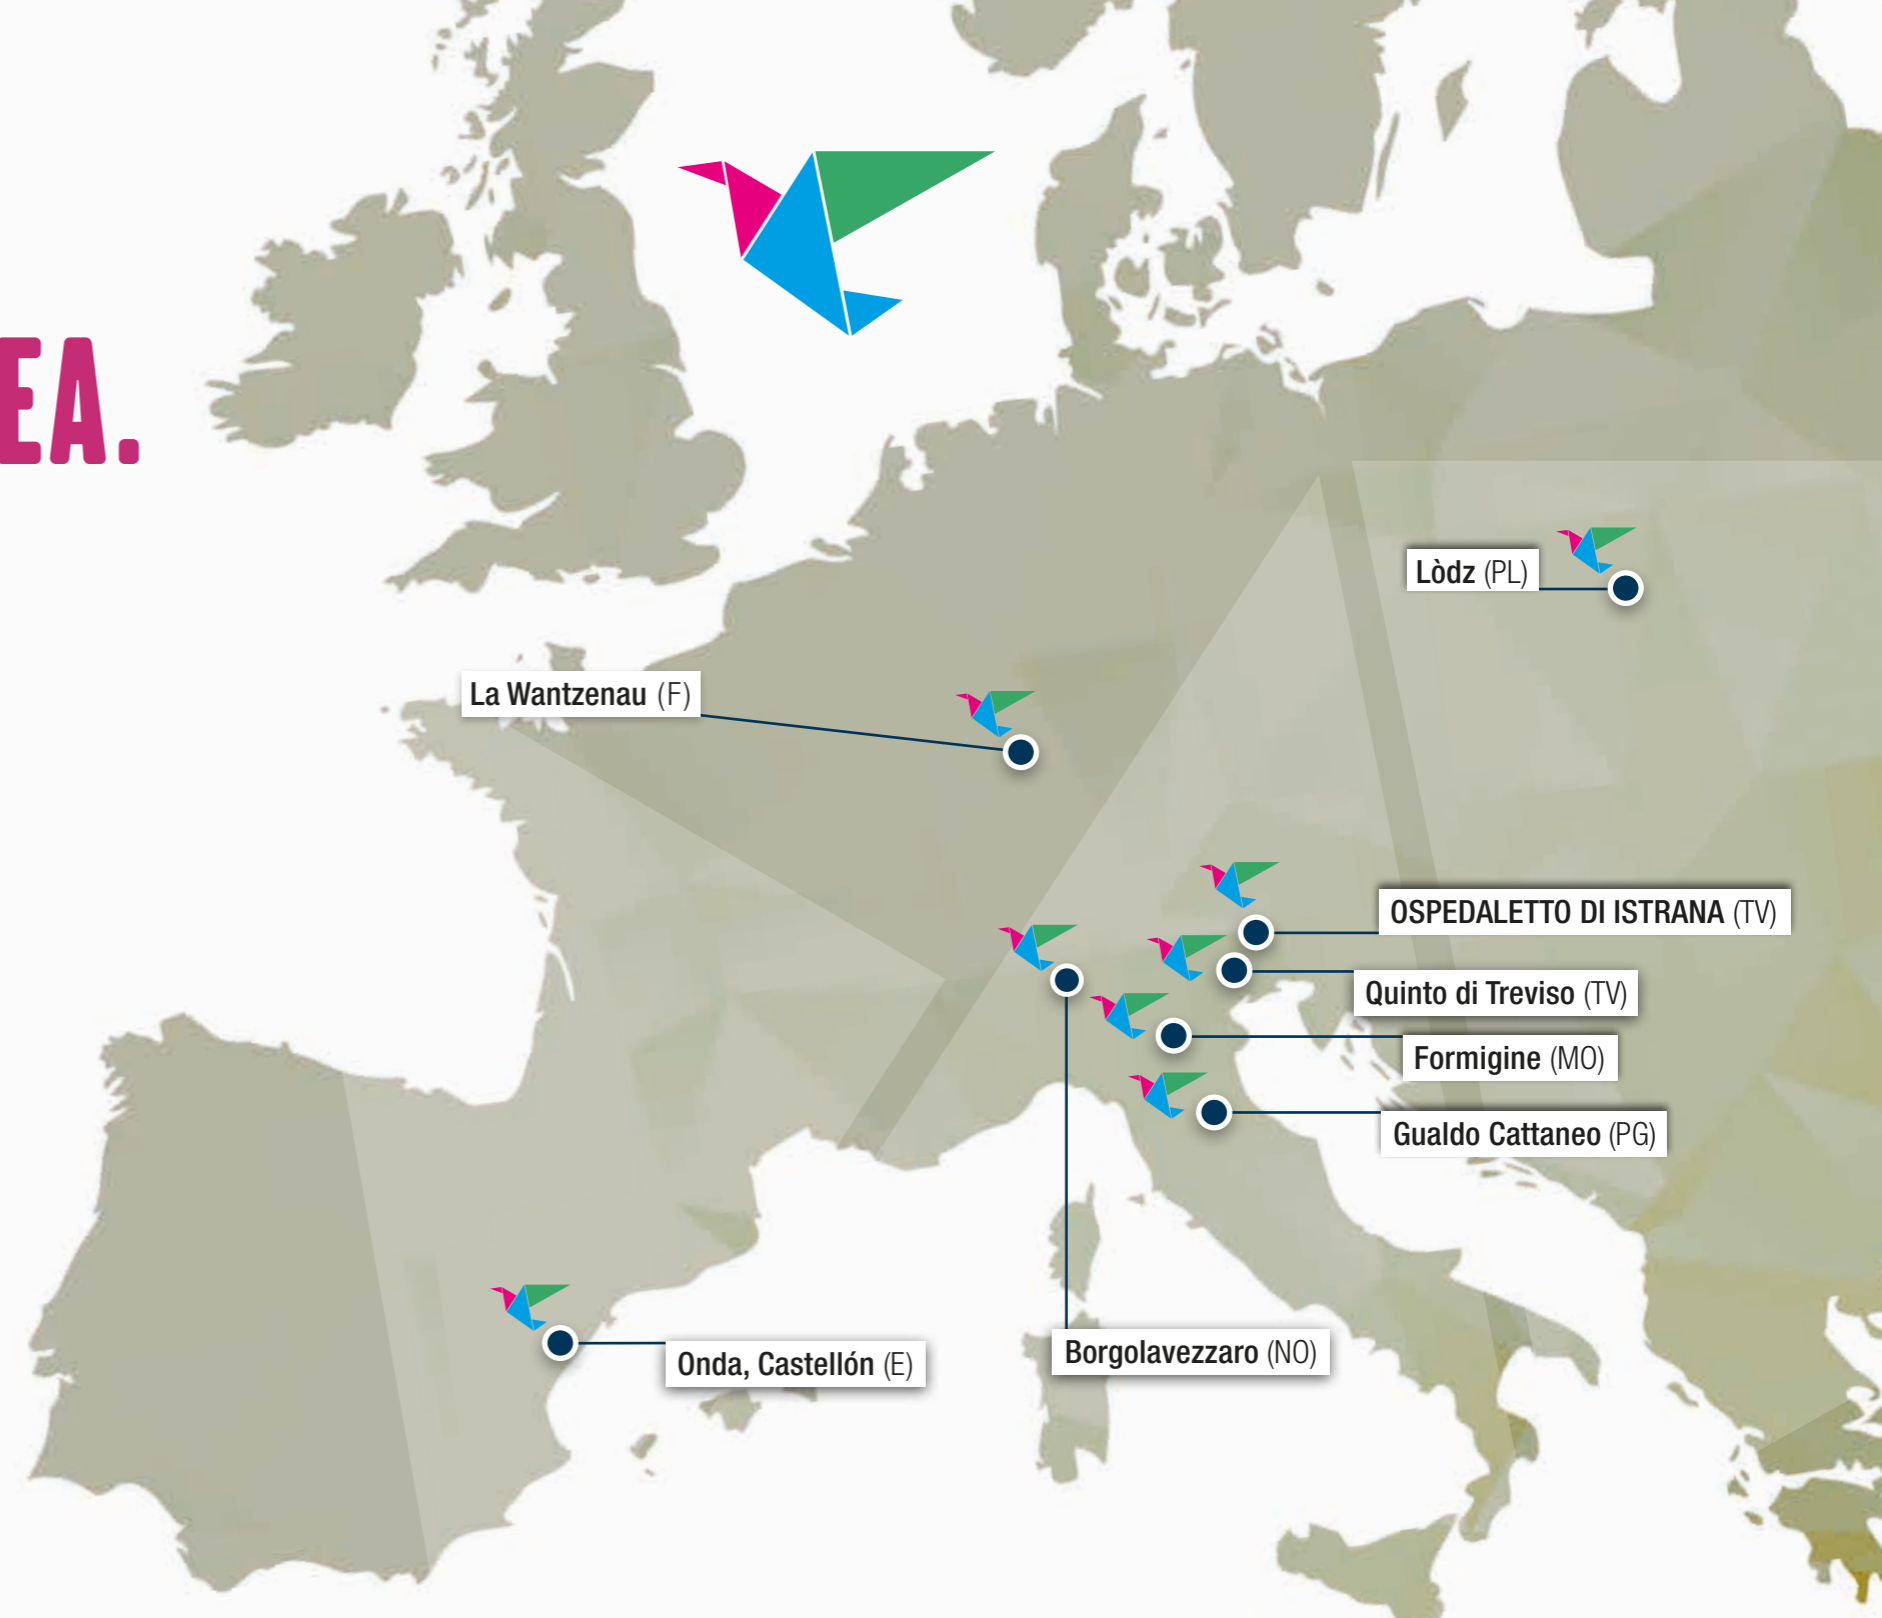 EA.
Lòdz (PL)
La Wantzenau (F)
OSPEDALETTO DI ISTRANA (TV)
Quinto di Treviso (TV)
Formigine (MO)
Gualdo Cattaneo (PG)
Borgolavezzaro (NO)
Onda, Castellón (E)